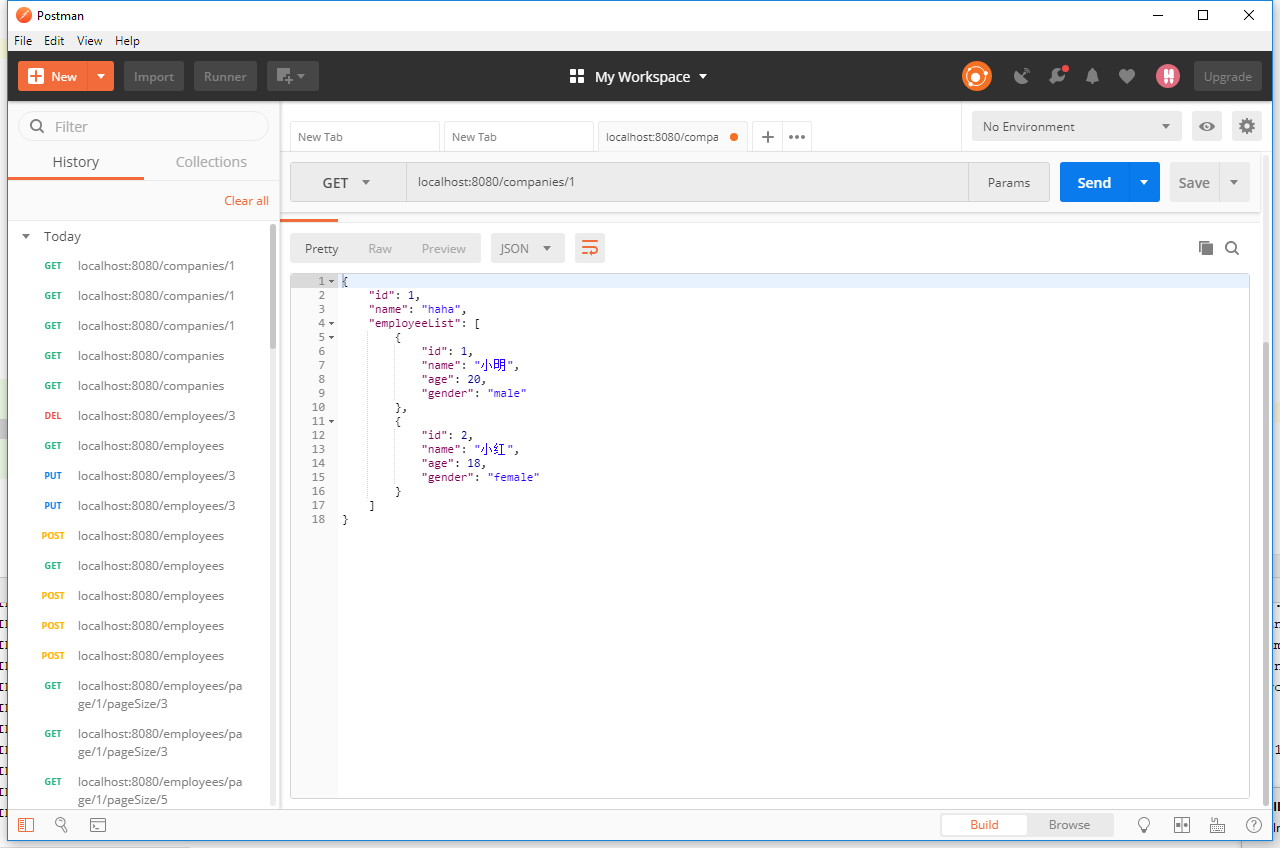 Postman
File Edit View Help
New Import Runner My Workspace Upgrade
Filter
History Collections
Clear all
Today
GET localhost:8080/companies/1
GET localhost:8080/companies/1
GET localhost:8080/companies/1
GET localhost:8080/companies
GET localhost:8080/companies
DEL localhost:8080/employees/3
GET localhost:8080/employees
PUT localhost:8080/employees/3
PUT localhost:8080/employees/3
POST localhost:8080/employees
GET localhost:8080/employees
POST localhost:8080/employees
POST localhost:8080/employees
POST localhost:8080/employees
GET localhost:8080/employees/pa
ge/1/pageSize/3
GET localhost:8080/employees/pa
ge/1/pageSize/3
GET localhost:8080/employees/pa
ge/1/pageSize/5
New Tab New Tab localhost:8080/compa No Environment
GET localhost:8080/companies/1 Params Send Save
Pretty Raw Preview JSON
1 {
2 "id": 1,
3 "name": "haha",
4 "employeeList": [
5 {
6 "id": 1,
7 "name": "小明",
8 "age": 20,
9 "gender": "male"
10 },
11 {
12 "id": 2,
13 "name": "小红",
14 "age": 18,
15 "gender": "female"
16 }
17 ]
18 }
Build Browse